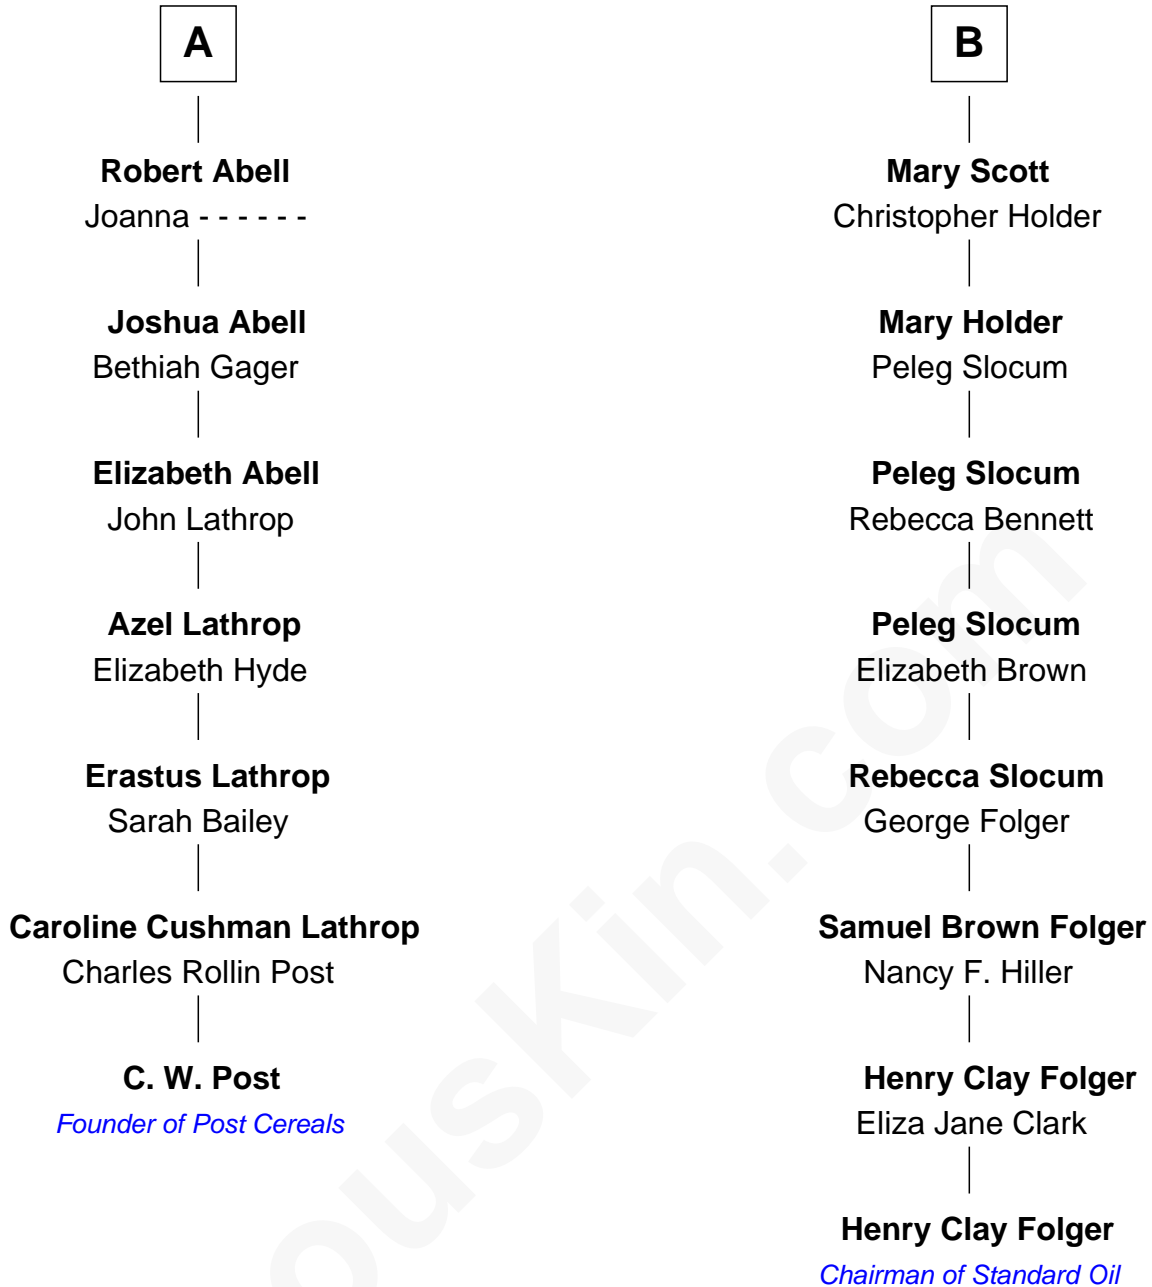 A
Robert Abell
Joanna - - - - - -
Joshua Abell
Bethiah Gager
Elizabeth Abell
John Lathrop
Azel Lathrop
Elizabeth Hyde
Erastus Lathrop
Sarah Bailey
Caroline Cushman Lathrop
Charles Rollin Post
C. W. Post
Founder of Post Cereals
B
Mary Scott
Christopher Holder
Mary Holder
Peleg Slocum
Peleg Slocum
Rebecca Bennett
Peleg Slocum
Elizabeth Brown
Rebecca Slocum
George Folger
Samuel Brown Folger
Nancy F. Hiller
Henry Clay Folger
Eliza Jane Clark
Henry Clay Folger
Chairman of Standard Oil
ousKin.com